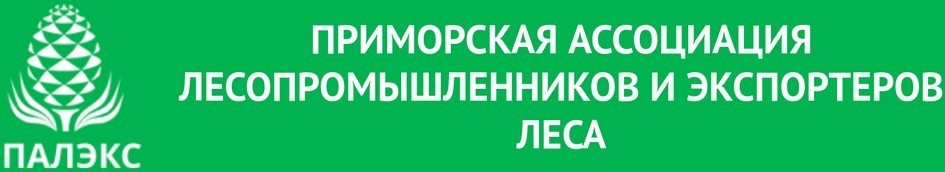 ПРИМОРСКАЯ АССОЦИАЦИЯ
ЛЕСОПРОМЫШЛЕННИКОВ И ЭКСПОРТЕРОВ
ЛЕСА
ПАЛЭКС